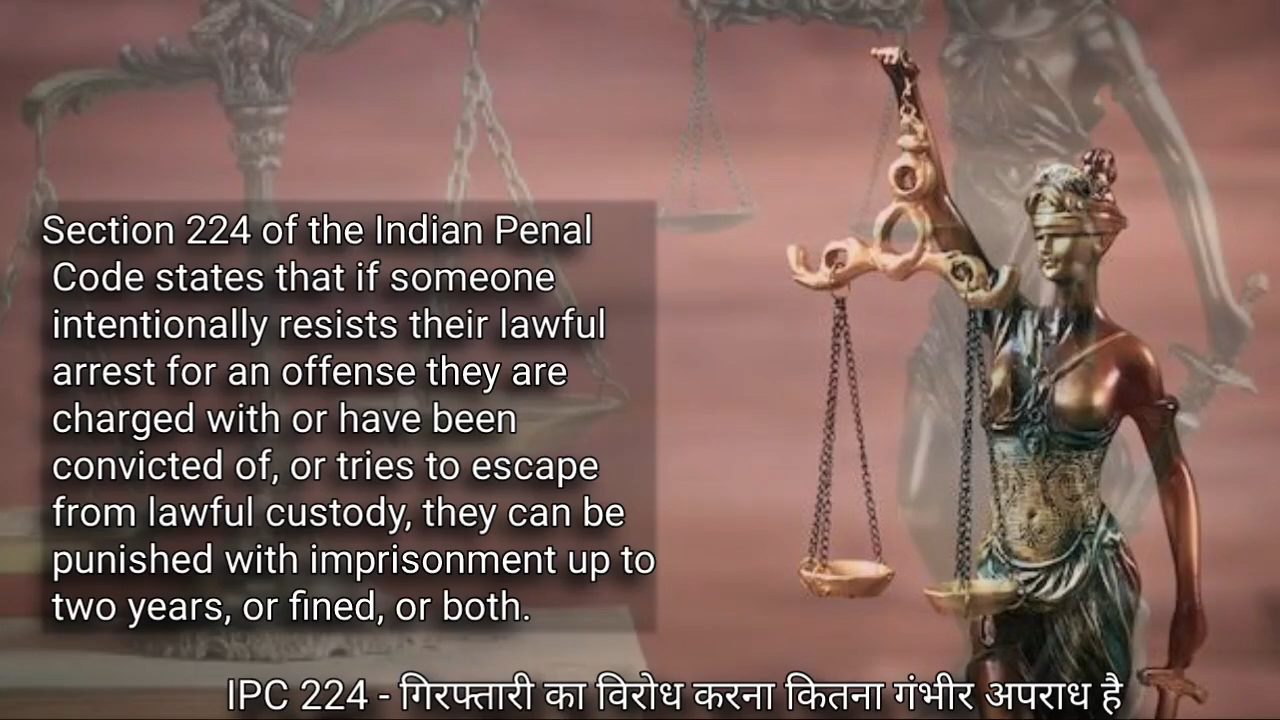 Section 224 of the Indian Penal
Code states that if someone
intentionally resists their lawful
arrest for an offense they are
charged with or have been
convicted of, or tries to escape
from lawful custody, they can be
punished with imprisonment up to
two years, or fined, or both.
IPC 224 - गिरफ्तारी का विरोध करना कितना गंभीर अपराध है